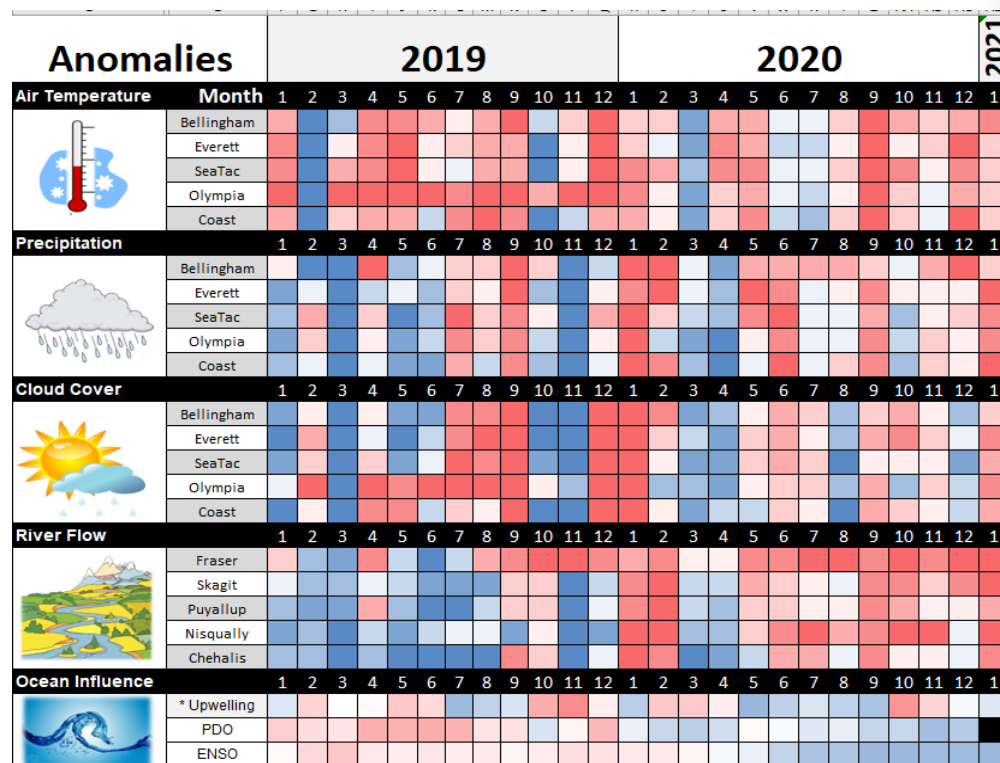 Anomalies 2019 2020 2021
Air Temperature Month 1 2 3 4 5 6 7 8 9 10 11 12 1 2 3 4 5 6 7 8 9 10 11 12 1
Bellingham
Everett
SeaTac
Olympia
Coast
Precipitation 1 2 3 4 5 6 7 8 9 10 11 12 1 2 3 4 5 6 7 8 9 10 11 12 1
Bellingham
Everett
SeaTac
Olympia
Coast
Cloud Cover 1 2 3 4 5 6 7 8 9 10 11 12 1 2 3 4 5 6 7 8 9 10 11 12 1
Bellingham
Everett
SeaTac
Olympia
Coast
River Flow 1 2 3 4 5 6 7 8 9 10 11 12 1 2 3 4 5 6 7 8 9 10 11 12 1
Fraser
Skagit
Puyallup
Nisqually
Chehalis
Ocean Influence 1 2 3 4 5 6 7 8 9 10 11 12 1 2 3 4 5 6 7 8 9 10 11 12 1
* Upwelling
PDO
ENSO